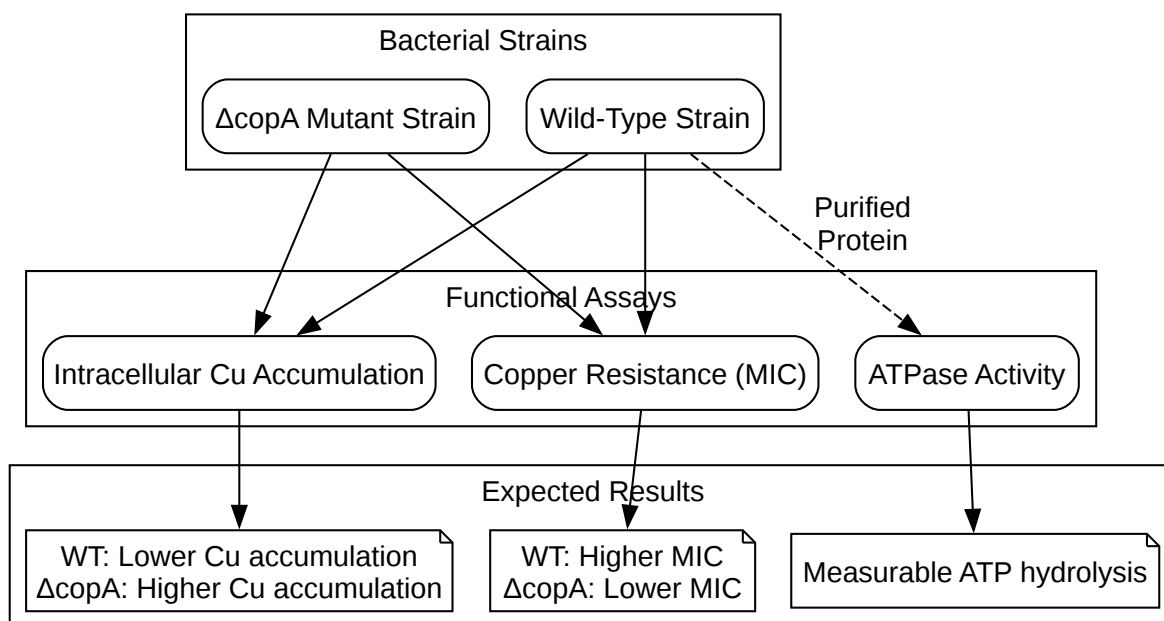 Bacterial Strains
ΔcopA Mutant Strain
Wild-Type Strain
Purified
Protein
Functional Assays
Intracellular Cu Accumulation
Copper Resistance (MIC)
ATPase Activity
Expected Results
WT: Lower Cu accumulation
ΔcopA: Higher Cu accumulation
WT: Higher MIC
ΔcopA: Lower MIC
Measurable ATP hydrolysis